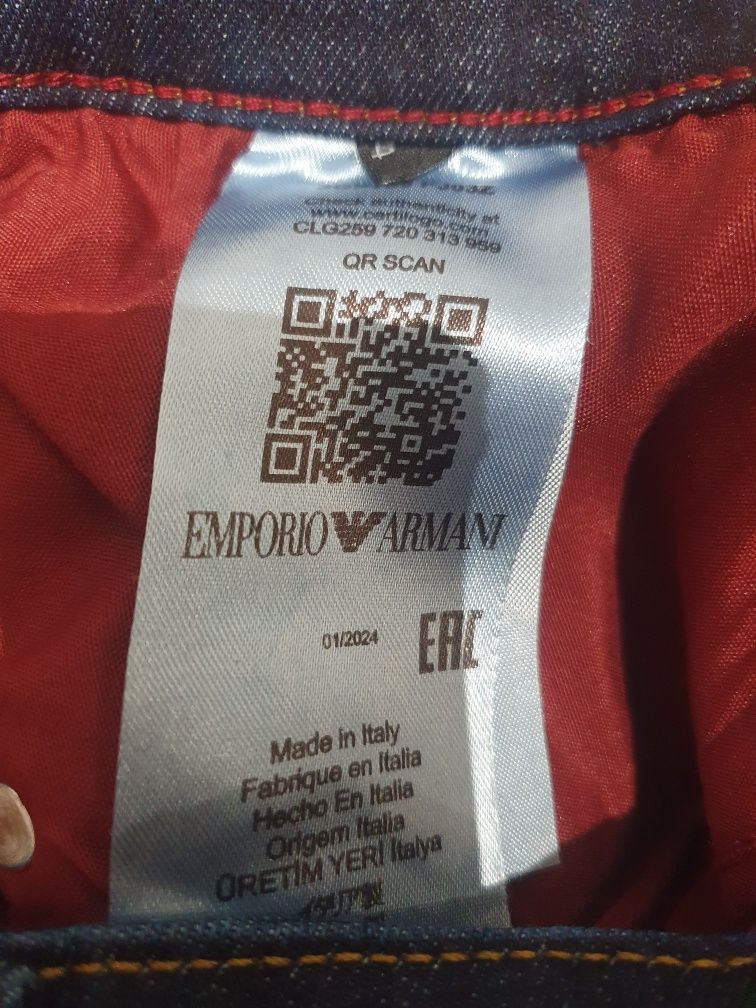 Check authenticity at
www.certilogo.com
CLG259 720 313 959
QR SCAN
EMPORIO ARMANI
01/2024
EAC
Made in Italy
Fabrique en Italia
Hecho En Italia
Origem Italia
ÜRETİM YERİ Italya